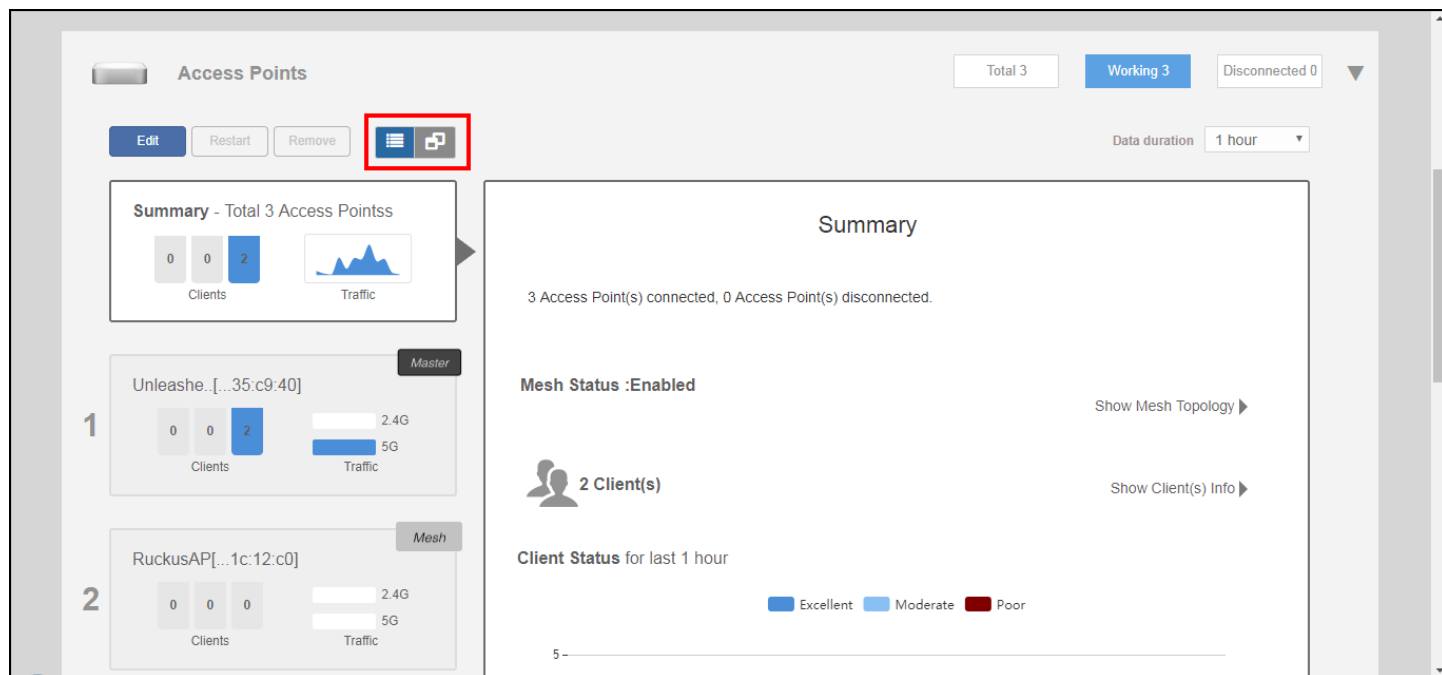 Access Points
Total 3
Working 3
Disconnected 0
Edit
Restart
Remove
Data duration
1 hour
Summary - Total 3 Access Pointss
0 0 2
Clients
Traffic
Master
Unleashe..[...35:c9:40]
1
0 0 2
2.4G
5G
Clients
Traffic
Mesh
RuckusAP[...1c:12:c0]
2
0 0 0
2.4G
5G
Clients
Traffic
Summary
3 Access Point(s) connected, 0 Access Point(s) disconnected.
Mesh Status :Enabled
Show Mesh Topology
2 Client(s)
Show Client(s) Info
Client Status for last 1 hour
Excellent Moderate Poor
5